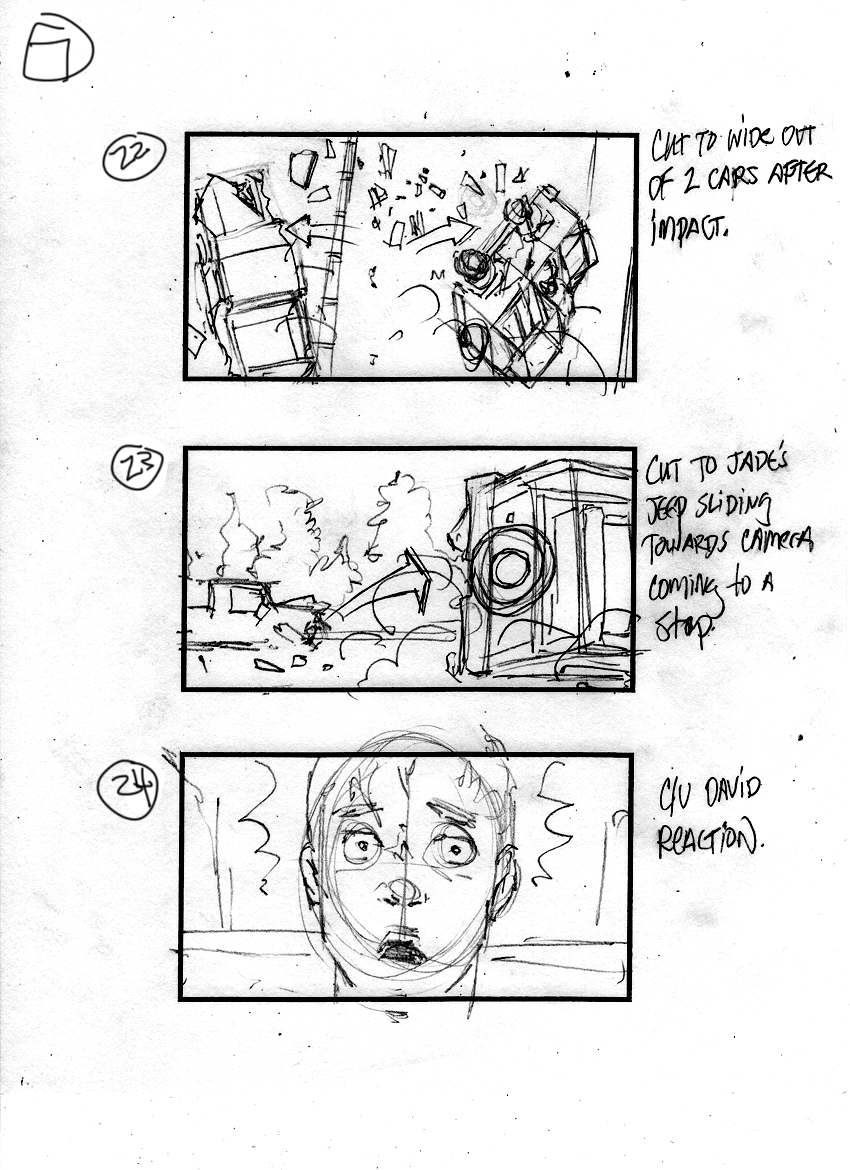 22
CUT TO WIDE OUT
OF 2 CARS AFTER
IMPACT.
23
CUT TO JADE'S
JEEP SLIDING
TOWARDS CAMERA
COMING TO A
STOP.
24
C/U DAVID
REACTION.